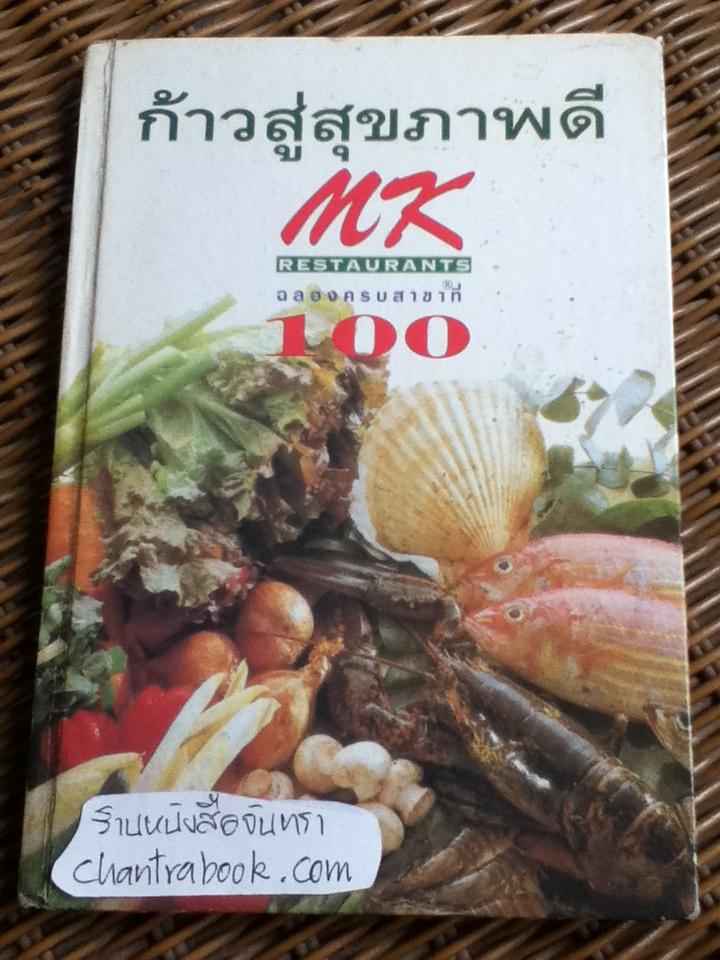 ก้าวสู่สุขภาพดี
MK
RESTAURANTS
®
ฉลองครบสาขาที่
100
ร้านหนังสือจันทรา
chantrabook.com